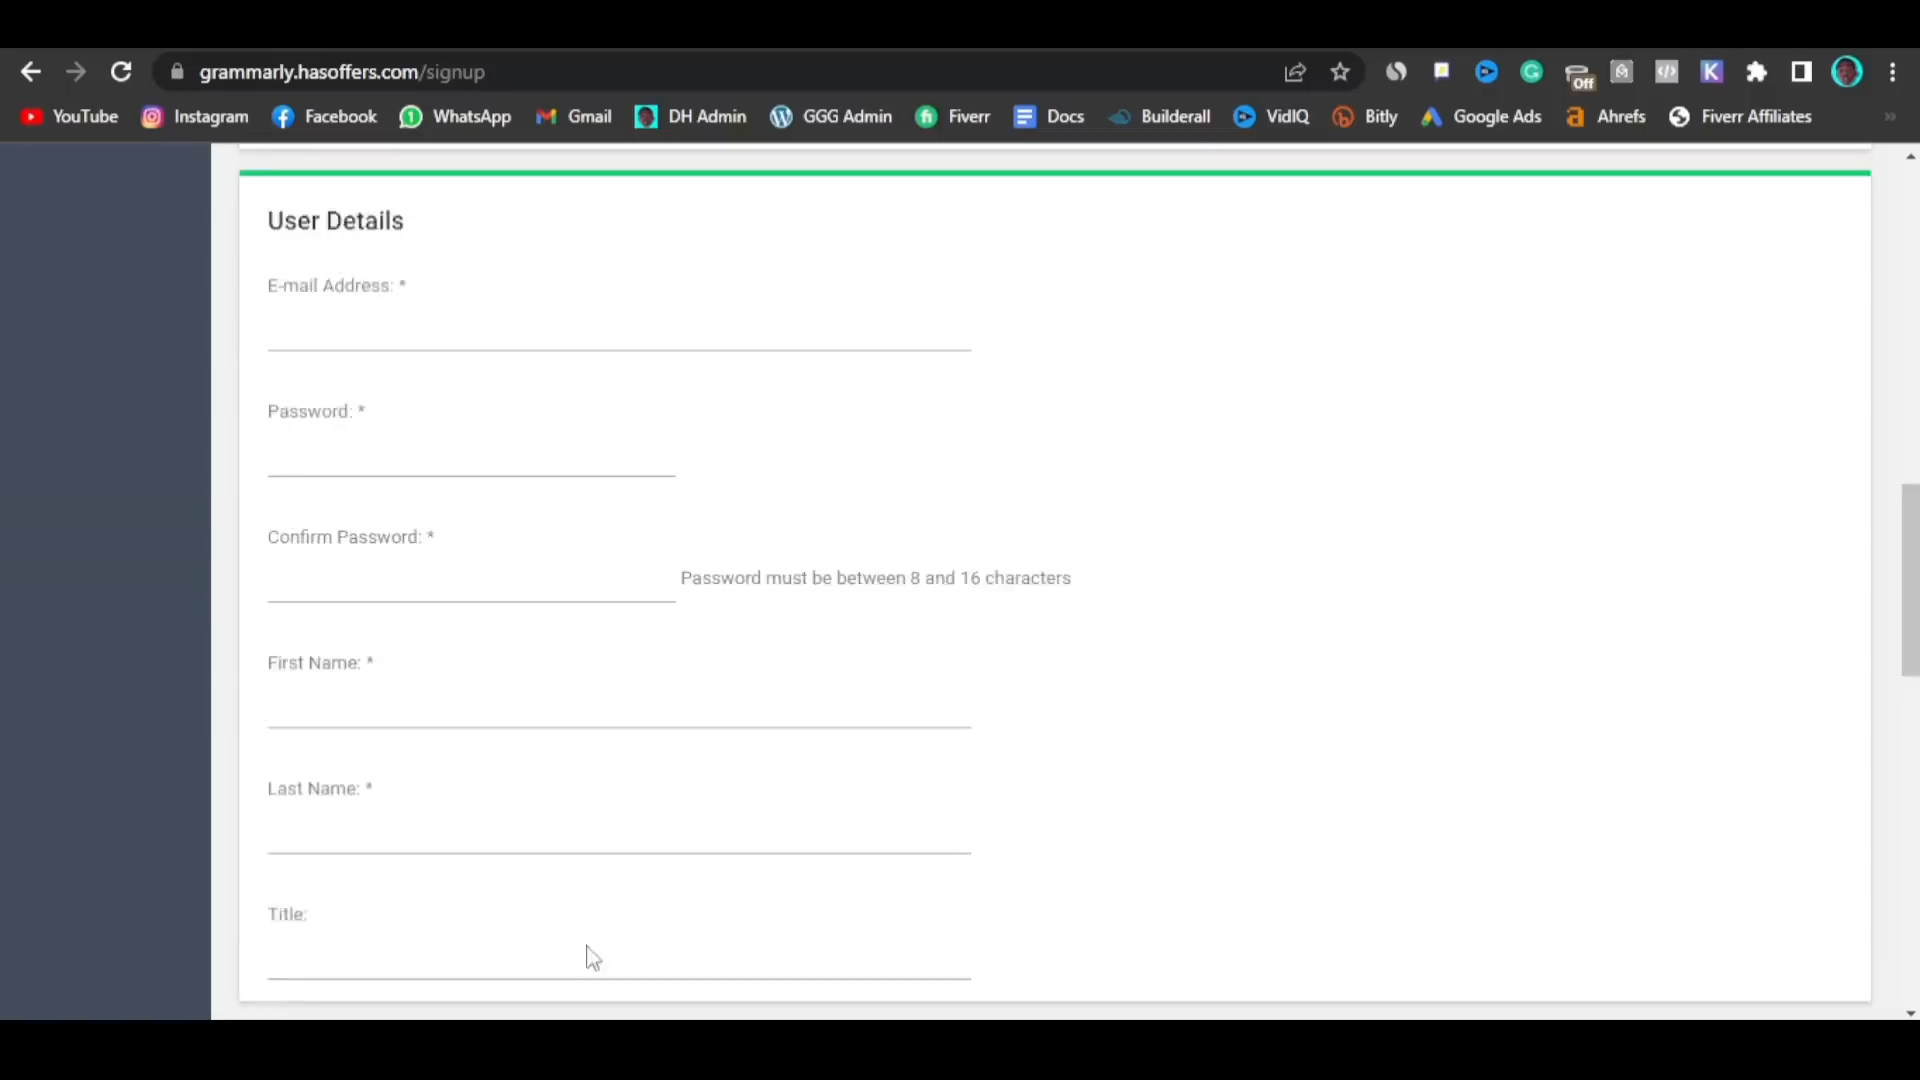 grammarly.hasoffers.com/signup
Off
YouTube Instagram Facebook WhatsApp Gmail DH Admin GGG Admin Fiverr Docs Builderall VidIQ Bitly Google Ads Ahrefs Fiverr Affiliates »
User Details
E-mail Address: *
Password: *
Confirm Password: *
Password must be between 8 and 16 characters
First Name: *
Last Name: *
Title: